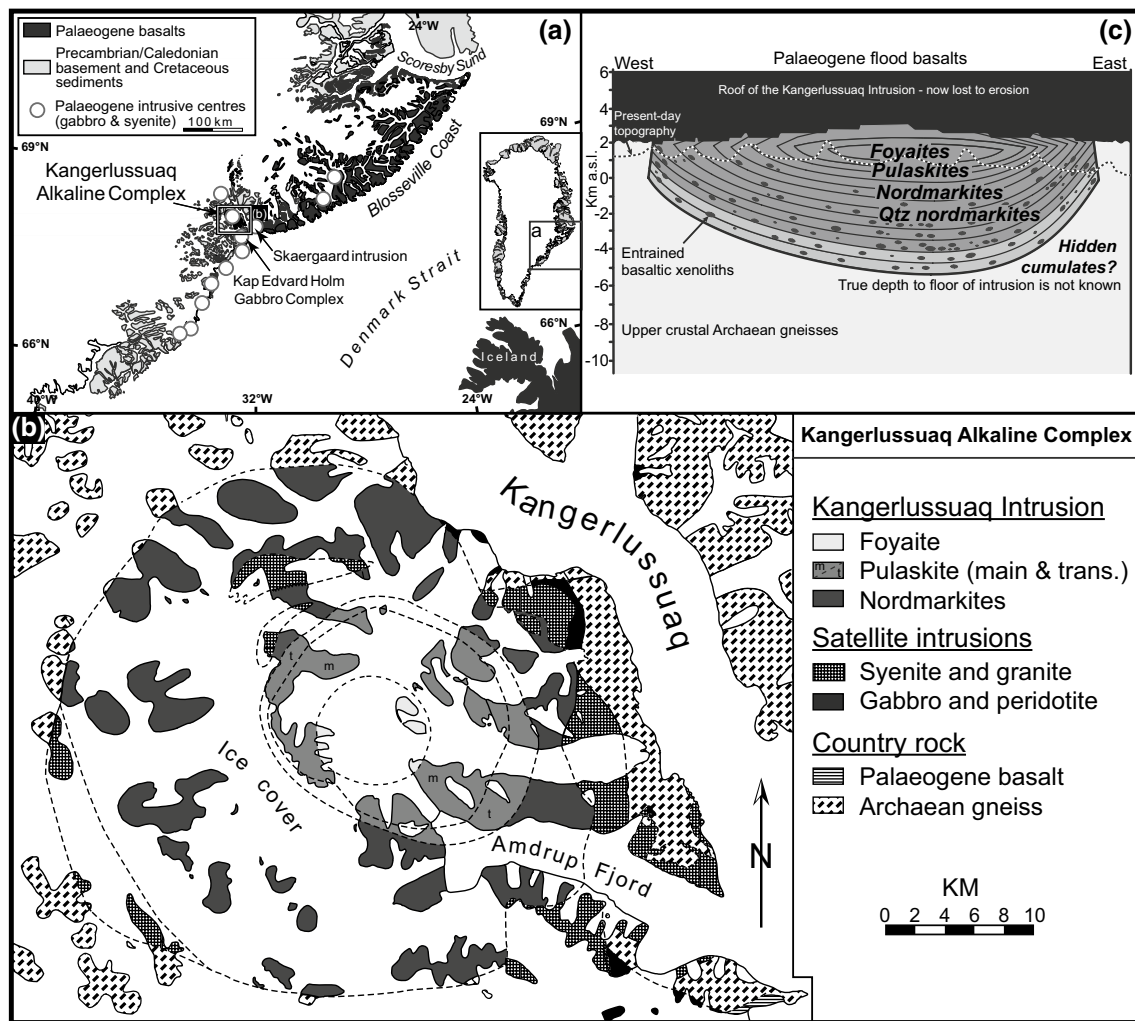 (a)
Palaeogene basalts
Precambrian/Caledonian
basement and Cretaceous
sediments
Palaeogene intrusive centres
(gabbro & syenite)
100 km
24°W
Scoresby Sund
69°N
69°N
Kangerlussuaq
Alkaline Complex
(b)
Blosseville Coast
Skaergaard intrusion
Kap Edvard Holm
Gabbro Complex
a
Denmark Strait
66°N
66°N
Iceland
40°W
32°W
24°W
(c)
West
Palaeogene flood basalts
East
6
4
2
0
-2
-4
-6
-8
-10
Km a.s.l.
Roof of the Kangerlussuaq Intrusion - now lost to erosion
Present-day
topography
Foyaites
Pulaskites
Nordmarkites
Qtz nordmarkites
Entrained
basaltic xenoliths
Hidden
cumulates?
True depth to floor of intrusion is not known
Upper crustal Archaean gneisses
(b)
Kangerlussuaq
t
m
m
t
Ice cover
Amdrup Fjord
N
Kangerlussuaq Alkaline Complex
Kangerlussuaq Intrusion
Foyaite
m
t
Pulaskite (main & trans.)
Nordmarkites
Satellite intrusions
Syenite and granite
Gabbro and peridotite
Country rock
Palaeogene basalt
Archaean gneiss
KM
0 2 4 6 8 10